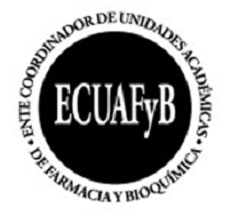 • ENTE COORDINADOR DE UNIDADES ACADÉMICAS •
DE FARMACIA Y BIOQUÍMICA
ECUAFyB